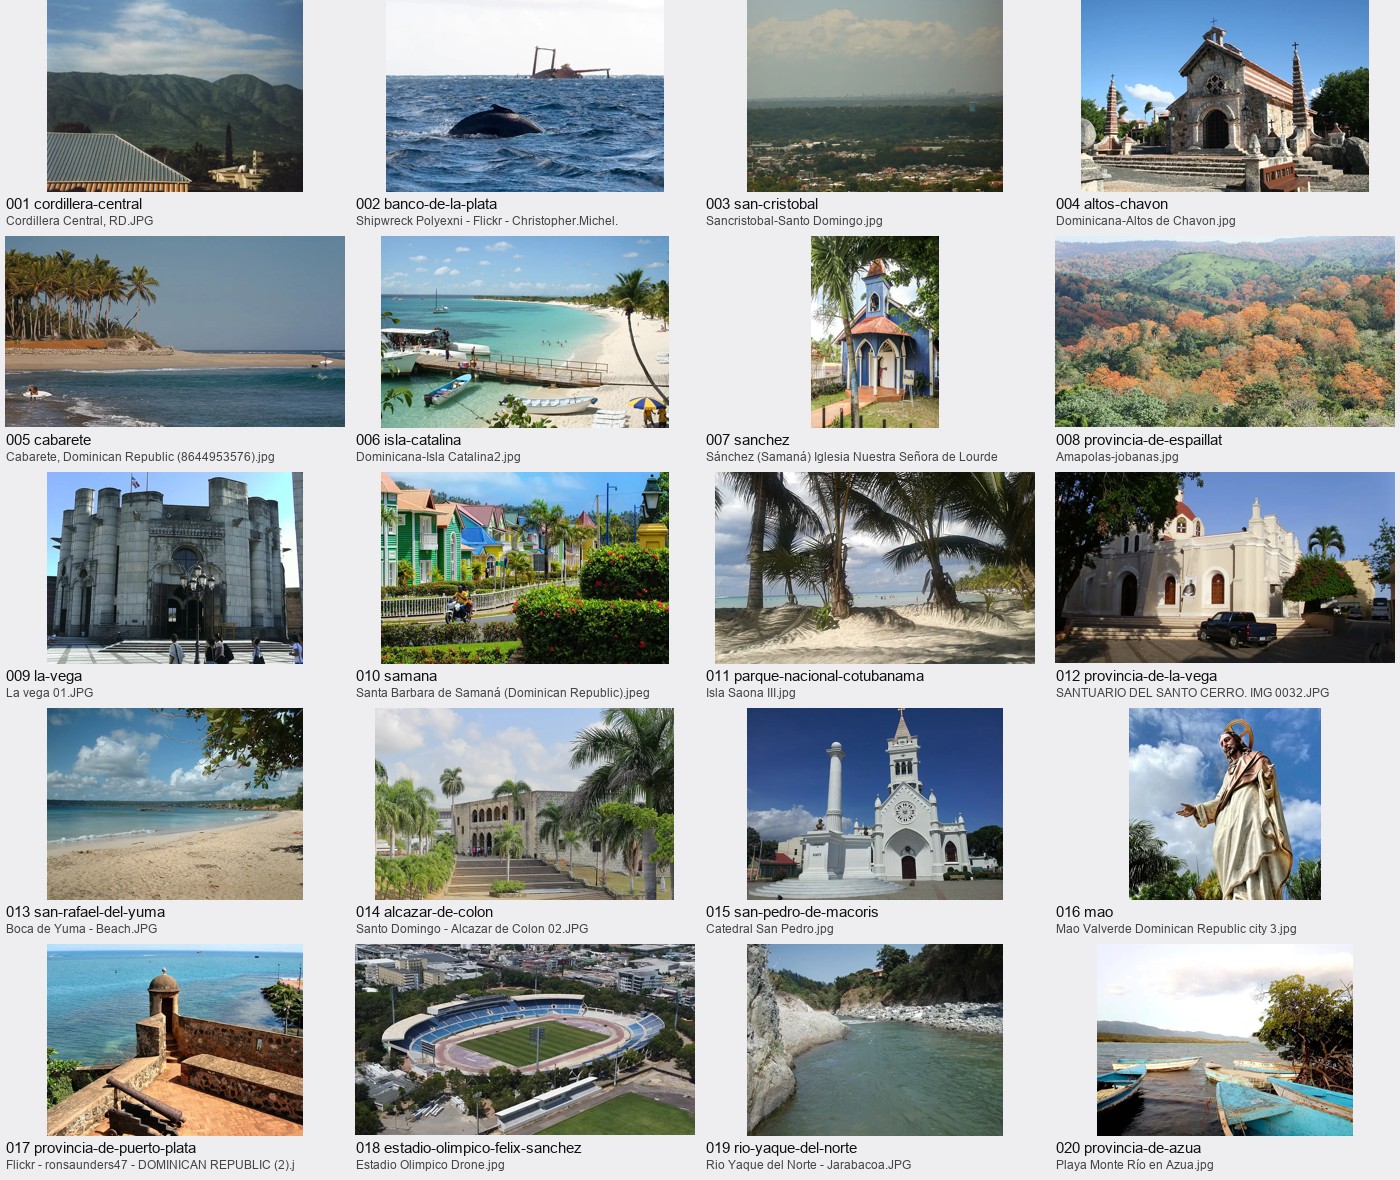 001 cordillera-central
Cordillera Central, RD.JPG
002 banco-de-la-plata
Shipwreck Polyexni - Flickr - Christopher.Michel.
003 san-cristobal
Sancristobal-Santo Domingo.jpg
004 altos-chavon
Dominicana-Altos de Chavon.jpg
005 cabarete
Cabarete, Dominican Republic (8644953576).jpg
006 isla-catalina
Dominicana-Isla Catalina2.jpg
007 sanchez
Sánchez (Samaná) Iglesia Nuestra Señora de Lourde
008 provincia-de-espaillat
Amapolas-jobanas.jpg
009 la-vega
La vega 01.JPG
010 samana
Santa Barbara de Samaná (Dominican Republic).jpeg
011 parque-nacional-cotubanama
Isla Saona III.jpg
012 provincia-de-la-vega
SANTUARIO DEL SANTO CERRO. IMG 0032.JPG
013 san-rafael-del-yuma
Boca de Yuma - Beach.JPG
014 alcazar-de-colon
Santo Domingo - Alcazar de Colon 02.JPG
015 san-pedro-de-macoris
Catedral San Pedro.jpg
016 mao
Mao Valverde Dominican Republic city 3.jpg
017 provincia-de-puerto-plata
Flickr - ronsaunders47 - DOMINICAN REPUBLIC (2).j
018 estadio-olimpico-felix-sanchez
Estadio Olimpico Drone.jpg
019 rio-yaque-del-norte
Rio Yaque del Norte - Jarabacoa.JPG
020 provincia-de-azua
Playa Monte Río en Azua.jpg